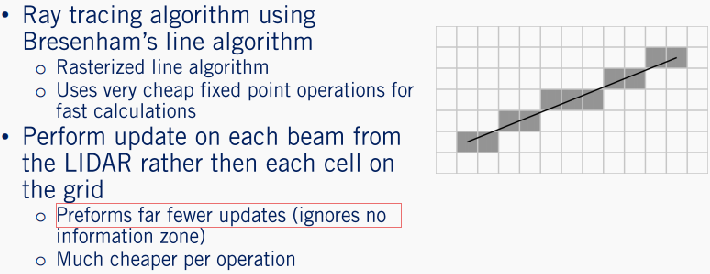 • Ray tracing algorithm using
Bresenham's line algorithm
o Rasterized line algorithm
o Uses very cheap fixed point operations for
fast calculations
• Perform update on each beam from
the LIDAR rather then each cell on
the grid
o Preforms far fewer updates (ignores no
information zone)
o Much cheaper per operation